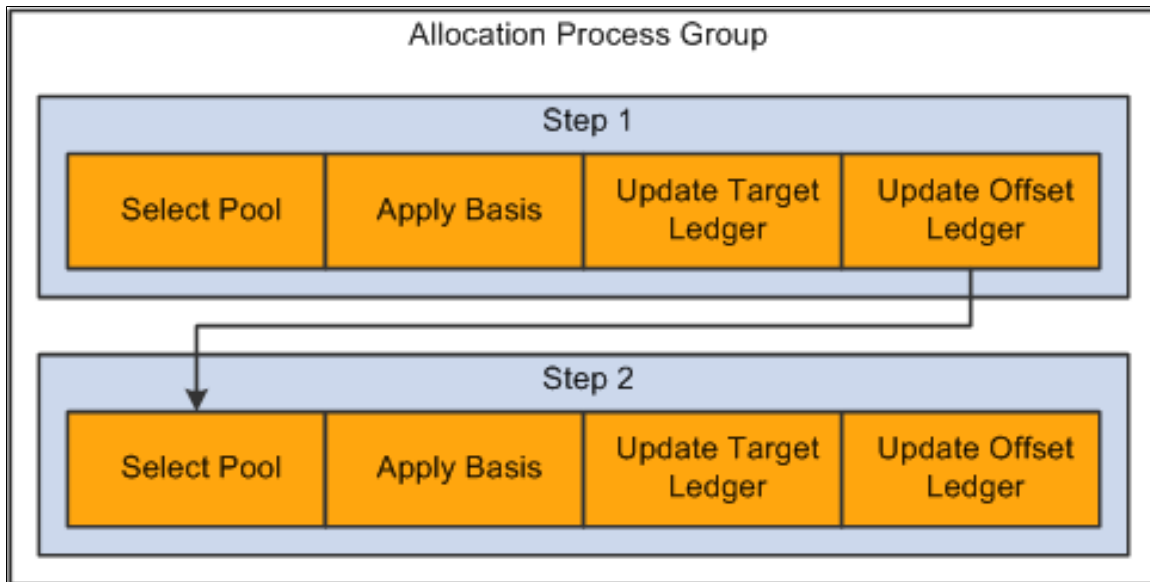 Allocation Process Group
Step 1
Select Pool
Apply Basis
Update Target
Ledger
Update Offset
Ledger
Step 2
Select Pool
Apply Basis
Update Target
Ledger
Update Offset
Ledger